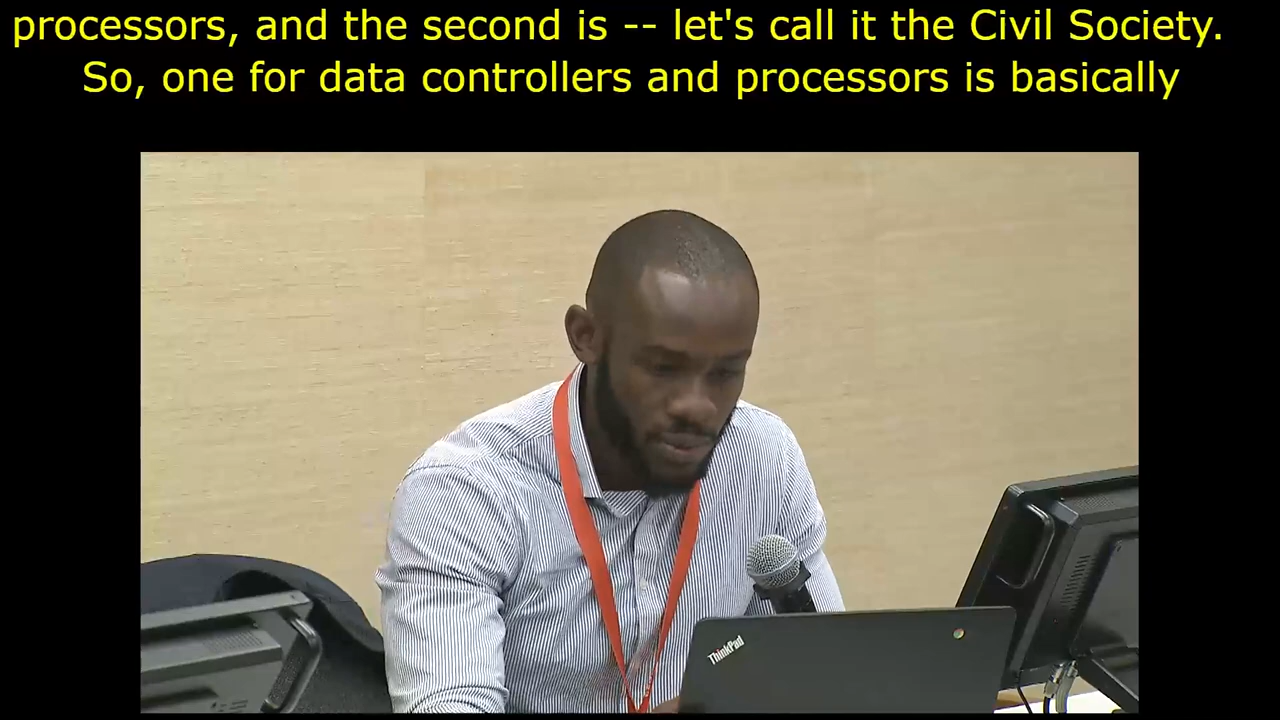 processors, and the second is -- let's call it the Civil Society.
So, one for data controllers and processors is basically
ThinkPad